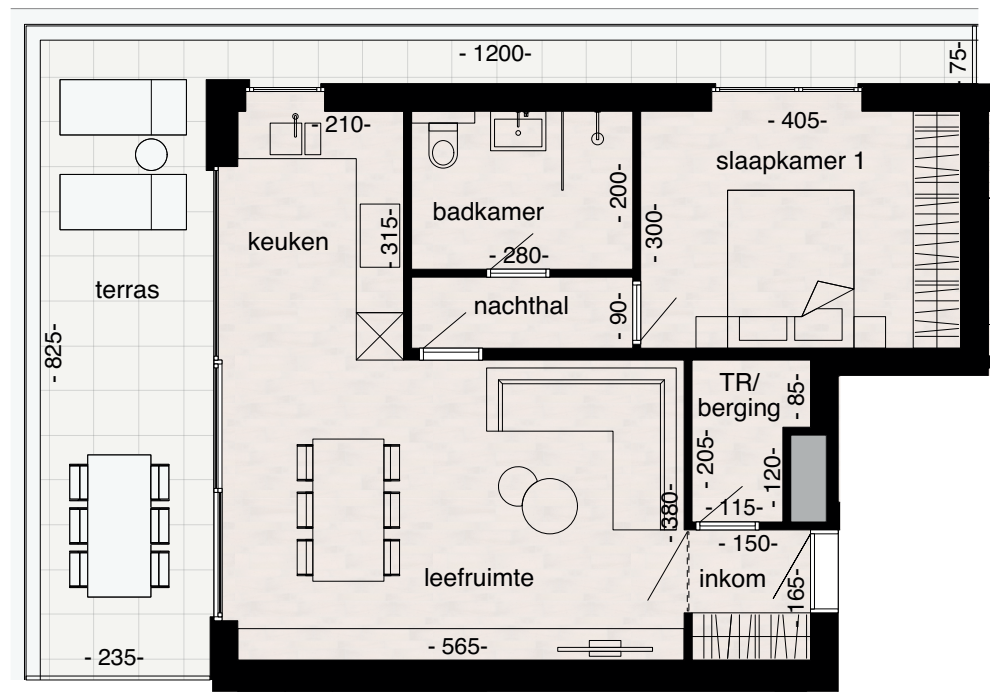 - 1200-
- 75-
- 210-
- 405-
slaapkamer 1
- 200-
badkamer
- 300-
keuken
- 315-
- 280-
terras
nachthal
- 90-
- 825-
TR/
berging
- 85-
- 205-
- 120-
- 115-
- 380-
- 150-
leefruimte
inkom
- 165-
- 235-
- 565-